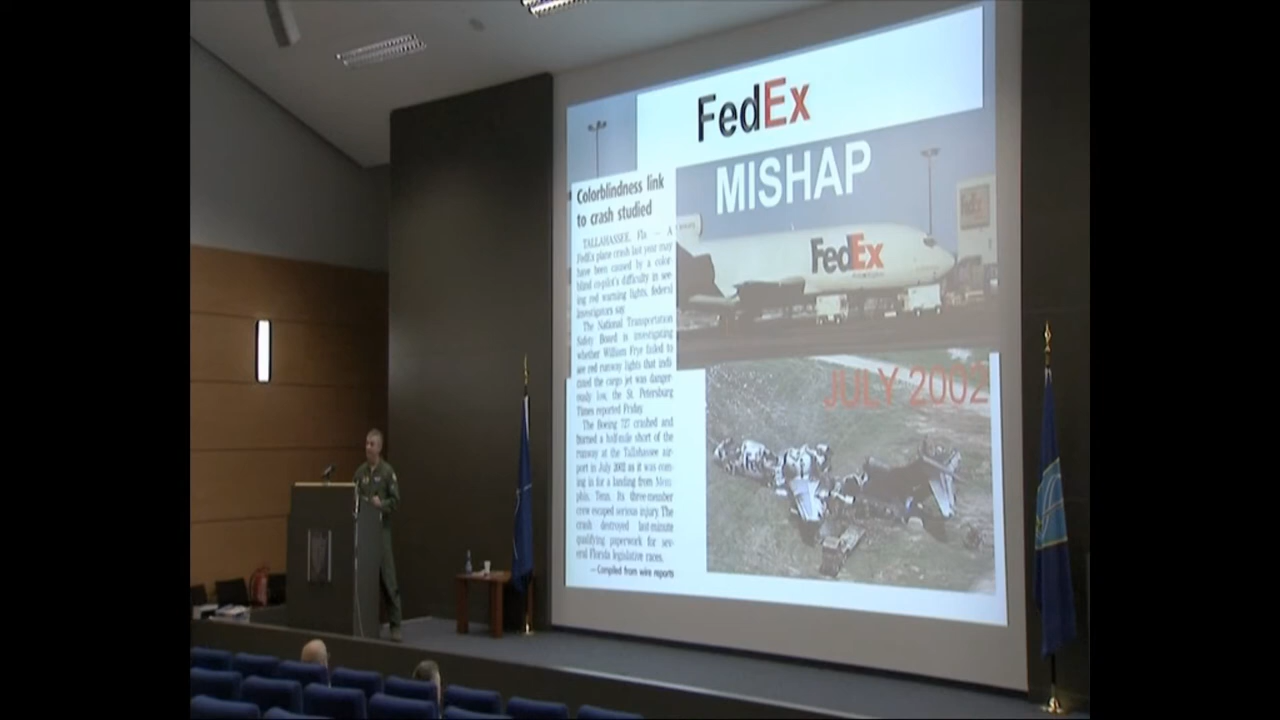 FedEx
MISHAP
Colorblindness link
to crash studied
TALLAHASSEE, Fla — A
FedEx plane crash last year may
have been caused by a color-
blind co-pilot's difficulty in see-
ing red warning lights, federal
investigators say
The National Transportation
Safety Board is investigating
whether William Frye failed to
see red runway lights that indi-
cated the cargo jet was danger-
ously low, the St. Petersburg
Times reported Friday
The Boeing 727 crashed and
burned a half-mile short of the
runway at the Tallahassee air-
port in July 2002 as it was com-
ing in for a landing from Mem-
phis, Tenn. Its three-member
crew escaped serious injury. The
crash destroyed last-minute
qualifying paperwork for sev-
eral Florida legislative races.
— Compiled from wire reports
FedEx
JULY 2002